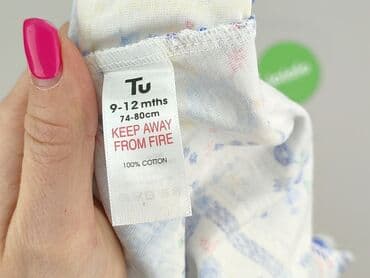 Tu
9-12 mths
74-80cm
KEEP AWAY
FROM FIRE
100% COTTON